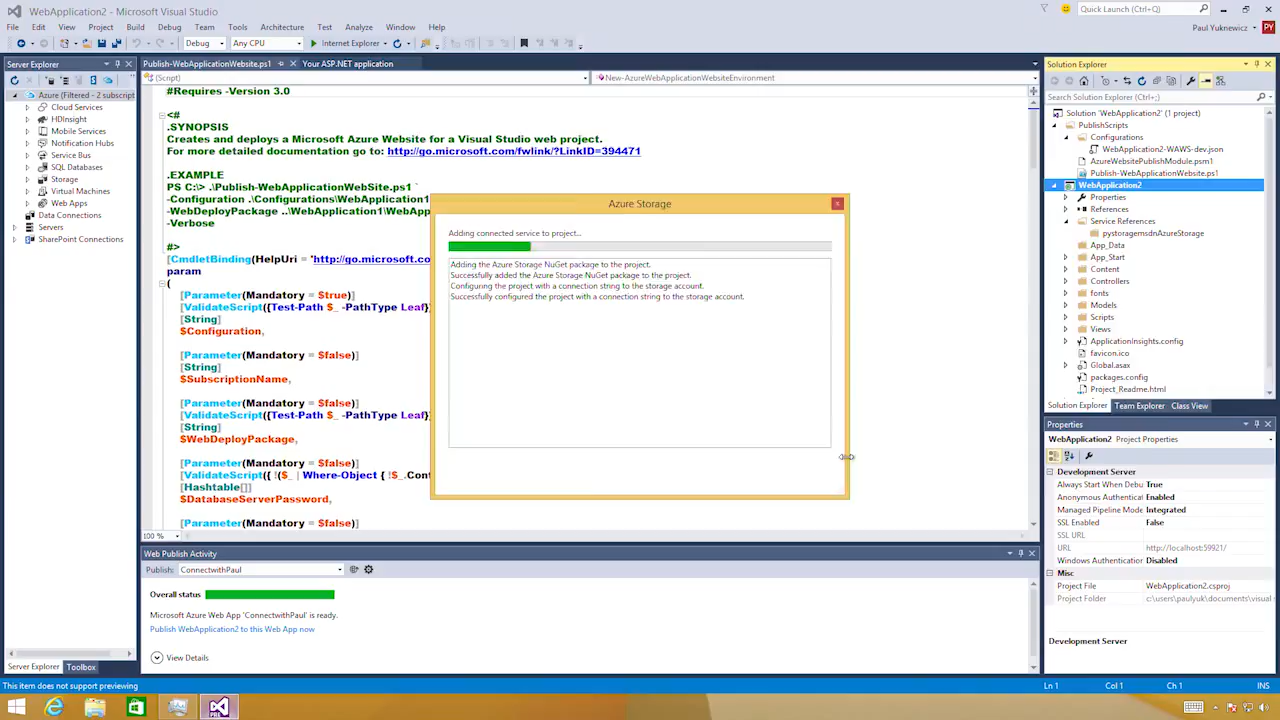 WebApplication2 - Microsoft Visual Studio
Quick Launch (Ctrl+Q)
File Edit View Project Build Debug Team Tools Architecture Test Analyze Window Help
Paul Yuknewicz
PY
Debug
Any CPU
Internet Explorer
Server Explorer
Azure (Filtered - 2 subscript
Cloud Services
HDInsight
Mobile Services
Notification Hubs
Service Bus
SQL Databases
Storage
Virtual Machines
Web Apps
Data Connections
Servers
SharePoint Connections
Server Explorer Toolbox
Publish-WebApplicationWebsite.ps1
Your ASP.NET application
(Script)
New-AzureWebApplicationWebsiteEnvironment
#Requires -Version 3.0
<#
.SYNOPSIS
Creates and deploys a Microsoft Azure Website for a Visual Studio web project.
For more detailed documentation go to: http://go.microsoft.com/fwlink/?LinkID=394471
.EXAMPLE
PS C:\> .\Publish-WebApplicationWebSite.ps1 `
-Configuration .\Configurations\WebApplication1
-WebDeployPackage ..\WebApplication1\WebApp
-Verbose
#>
[CmdletBinding(HelpUri = 'http://go.microsoft.co
param
(
[Parameter(Mandatory = $true)]
[ValidateScript({Test-Path $_ -PathType Leaf}
[String]
$Configuration,
[Parameter(Mandatory = $false)]
[String]
$SubscriptionName,
[Parameter(Mandatory = $false)]
[ValidateScript({Test-Path $_ -PathType Leaf}
[String]
$WebDeployPackage,
[Parameter(Mandatory = $false)]
[ValidateScript({ !($_ | Where-Object { !$_.Cont
[Hashtable[]]
$DatabaseServerPassword,
[Parameter(Mandatory = $false)]
100 %
Azure Storage
Adding connected service to project...
Adding the Azure Storage NuGet package to the project.
Successfully added the Azure Storage NuGet package to the project.
Configuring the project with a connection string to the storage account.
Successfully configured the project with a connection string to the storage account.
Web Publish Activity
Publish: ConnectwithPaul
Overall status
Microsoft Azure Web App 'ConnectwithPaul' is ready.
Publish WebApplication2 to this Web App now
View Details
Solution Explorer
Search Solution Explorer (Ctrl+;)
Solution 'WebApplication2' (1 project)
PublishScripts
Configurations
WebApplication2-WAWS-dev.json
AzureWebsitePublishModule.psm1
Publish-WebApplicationWebsite.ps1
WebApplication2
Properties
References
Service References
pystoragemsdnAzureStorage
App_Data
App_Start
Content
Controllers
fonts
Models
Scripts
Views
ApplicationInsights.config
favicon.ico
Global.asax
packages.config
Project_Readme.html
Solution Explorer Team Explorer Class View
Properties
WebApplication2 Project Properties
Development Server
Always Start When Debu True
Anonymous Authenticat Enabled
Managed Pipeline Mode Integrated
SSL Enabled False
SSL URL
URL http://localhost:59921/
Windows Authentication Disabled
Misc
Project File WebApplication2.csproj
Project Folder c:\users\paulyuk\documents\visual s
Development Server
This item does not support previewing
Ln 1 Col 1 Ch 1 INS